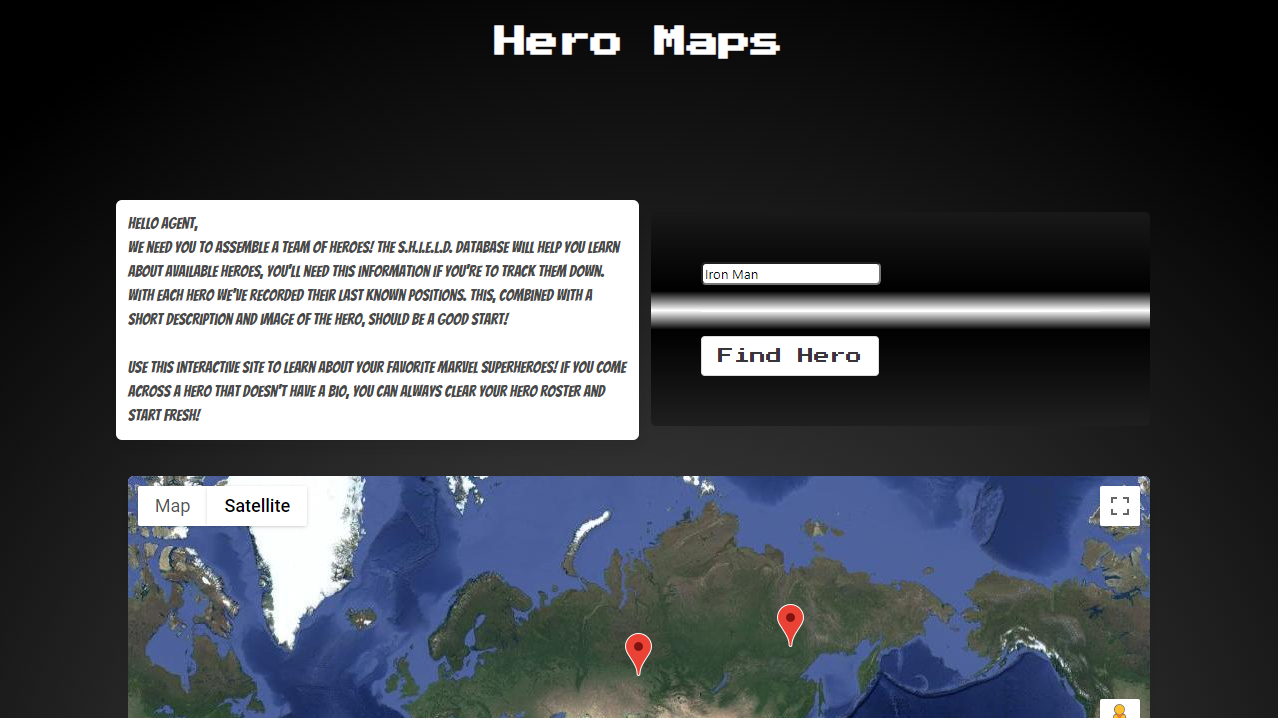 Hero Maps
HELLO AGENT,
WE NEED YOU TO ASSEMBLE A TEAM OF HEROES! THE S.H.I.E.L.D. DATABASE WILL HELP YOU LEARN
ABOUT AVAILABLE HEROES, YOU'LL NEED THIS INFORMATION IF YOU'RE TO TRACK THEM DOWN.
WITH EACH HERO WE'VE RECORDED THEIR LAST KNOWN POSITIONS. THIS, COMBINED WITH A
SHORT DESCRIPTION AND IMAGE OF THE HERO, SHOULD BE A GOOD START!
USE THIS INTERACTIVE SITE TO LEARN ABOUT YOUR FAVORITE MARVEL SUPERHEROES! IF YOU COME
ACROSS A HERO THAT DOESN'T HAVE A BIO, YOU CAN ALWAYS CLEAR YOUR HERO ROSTER AND
START FRESH!
Iron Man
Find Hero
Map Satellite